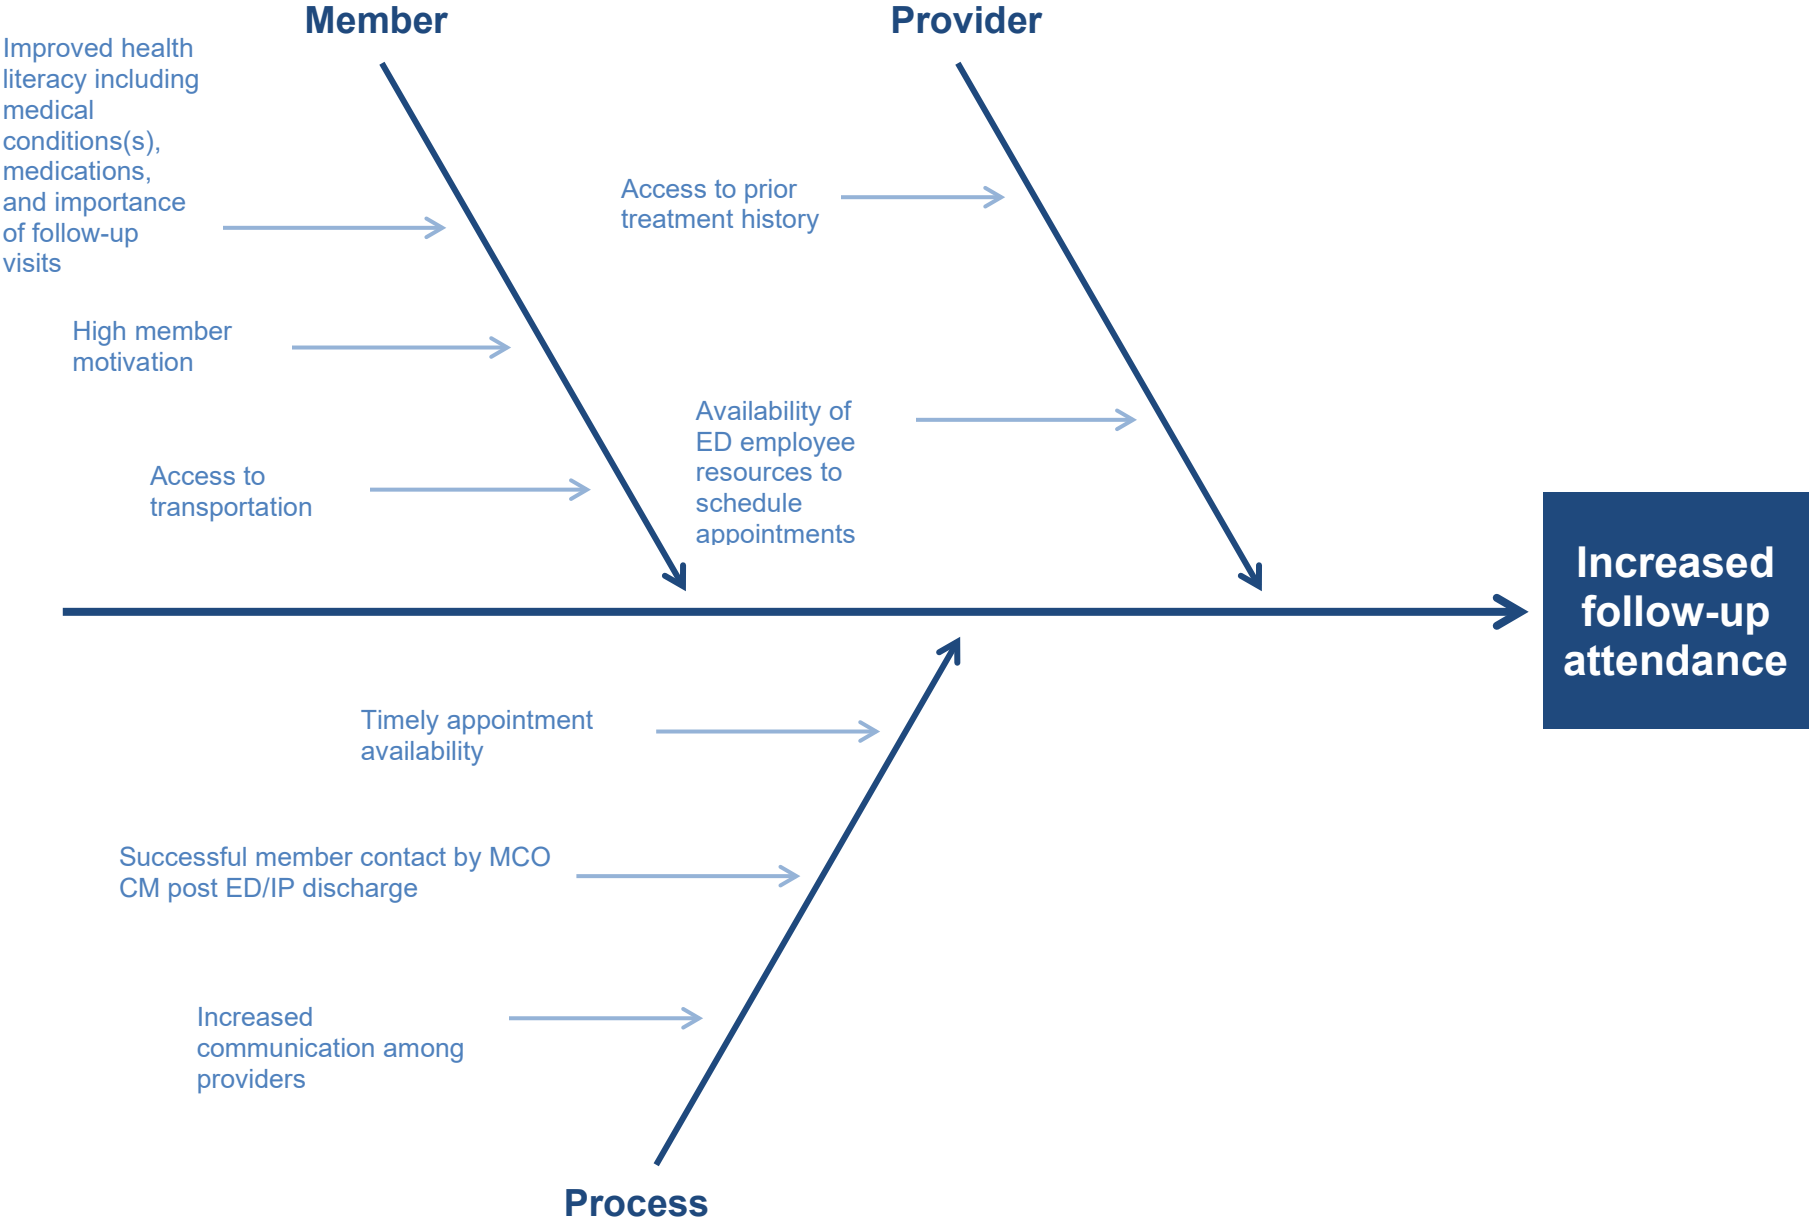 Member
Provider
Improved health
literacy including
medical
conditions(s),
medications,
and importance
of follow-up
visits
Access to prior
treatment history
High member
motivation
Availability of
ED employee
resources to
schedule
appointments
Access to
transportation
Increased
follow-up
attendance
Timely appointment
availability
Successful member contact by MCO
CM post ED/IP discharge
Increased
communication among
providers
Process